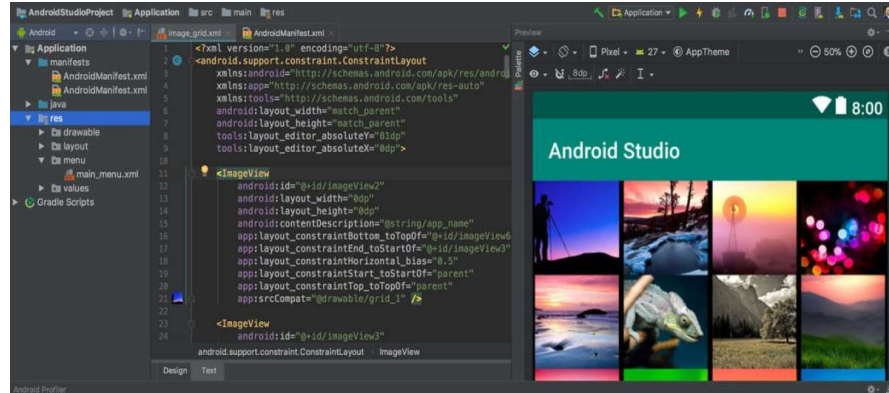 AndroidStudioProject Application src main res
Application
Android
image_grid.xml
AndroidManifest.xml
Preview
Application
manifests
AndroidManifest.xml
AndroidManifest.xml
java
res
drawable
layout
menu
main_menu.xml
values
Gradle Scripts
1 <?xml version="1.0" encoding="utf-8"?>
2 <android.support.constraint.ConstraintLayout
3 xmlns:android="http://schemas.android.com/apk/res/androi
4 xmlns:app="http://schemas.android.com/apk/res-auto"
5 xmlns:tools="http://schemas.android.com/tools"
6 android:layout_width="match_parent"
7 android:layout_height="match_parent"
8 tools:layout_editor_absoluteY="81dp"
9 tools:layout_editor_absoluteX="0dp">
10
11 <ImageView
12 android:id="@+id/imageView2"
13 android:layout_width="0dp"
14 android:layout_height="0dp"
15 android:contentDescription="@string/app_name"
16 app:layout_constraintBottom_toTopOf="@+id/imageView6
17 app:layout_constraintEnd_toStartOf="@+id/imageView3"
18 app:layout_constraintHorizontal_bias="0.5"
19 app:layout_constraintStart_toStartOf="parent"
20 app:layout_constraintTop_toTopOf="parent"
21 app:srcCompat="@drawable/grid_1" />
22
23 <ImageView
24 android:id="@+id/imageView3"
android.support.constraint.ConstraintLayout › ImageView
Design Text
Palette
Pixel 27 AppTheme » 50%
8dp
8:00
Android Studio
Android Profiler